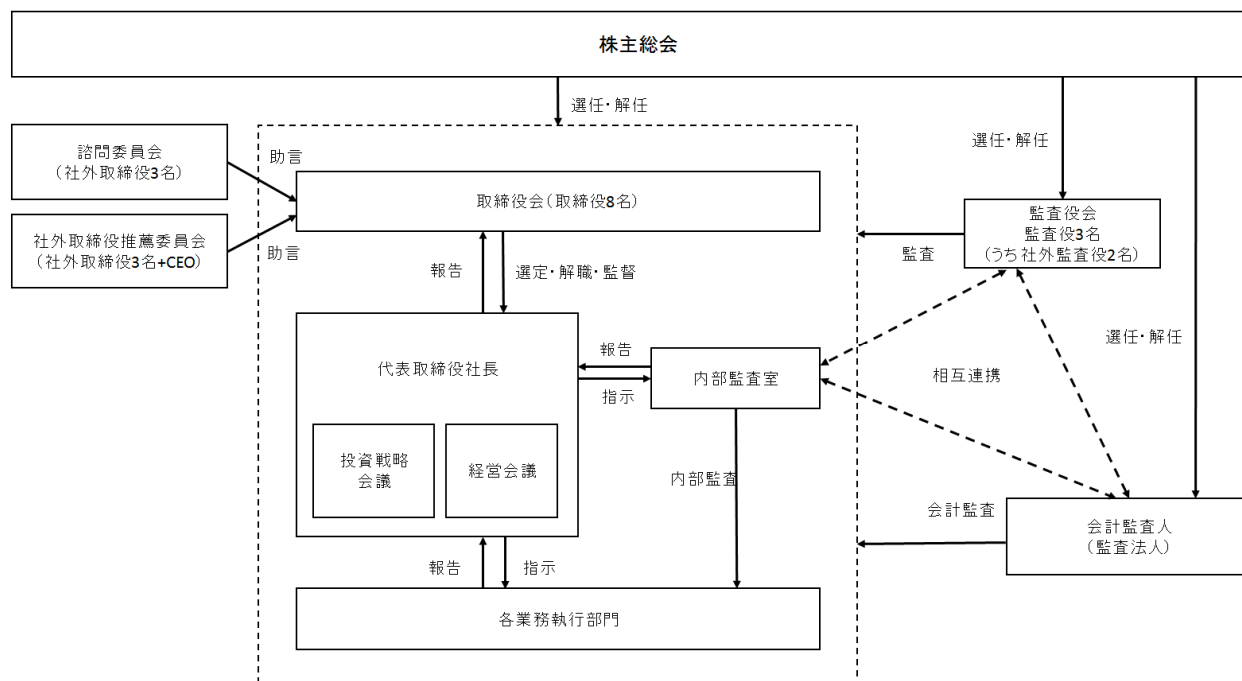 株主総会
選任・解任
諮問委員会
（社外取締役3名）
助言
選任・解任
取締役会（取締役8名）
社外取締役推薦委員会
（社外取締役3名+CEO）
助言
監査役会
監査役3名
（うち社外監査役2名）
監査
報告
選定・解職・監督
選任・解任
代表取締役社長
報告
指示
内部監査室
相互連携
投資戦略
会議
経営会議
内部監査
会計監査
会計監査人
（監査法人）
報告
指示
各業務執行部門